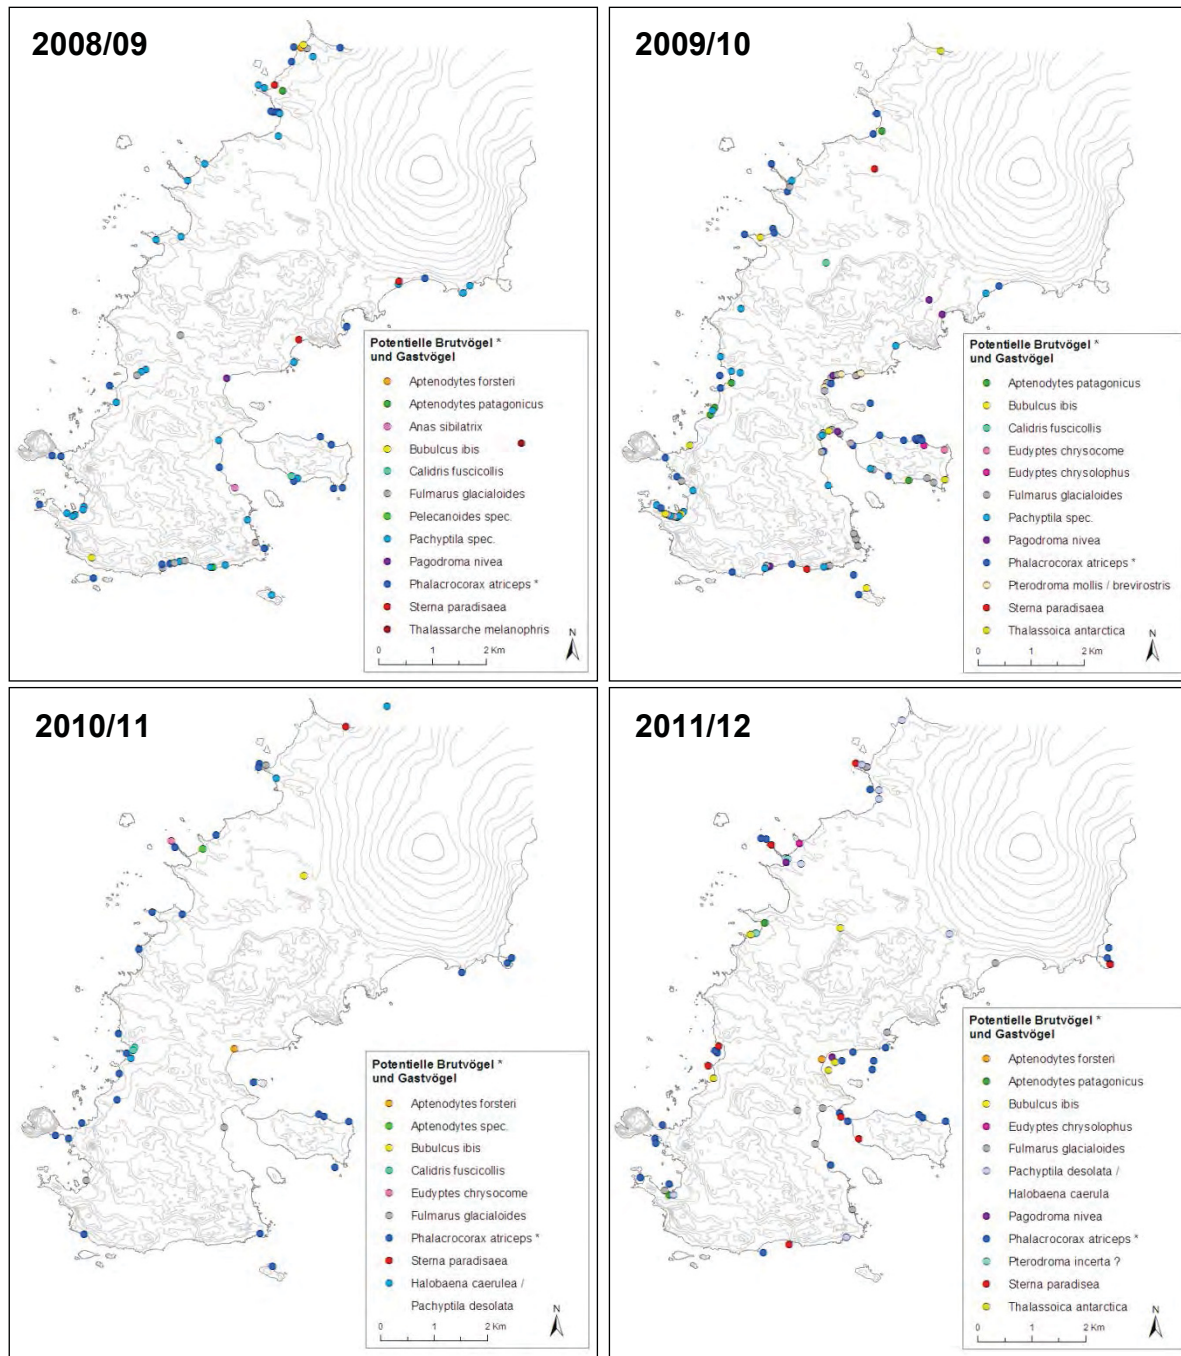 2008/09
N
Potentielle Brutvögel *
und Gastvögel
Aptenodytes forsteri
Aptenodytes patagonicus
Anas sibilatrix
Bubulcus ibis
Calidris fuscicollis
Fulmarus glacialoides
Pelecanoides spec.
Pachyptila spec.
Pagodroma nivea
Phalacrocorax atriceps *
Sterna paradisaea
Thalassarche melanophris
0 1 2 Km
2009/10
N
Potentielle Brutvögel *
und Gastvögel
Aptenodytes patagonicus
Bubulcus ibis
Calidris fuscicollis
Eudyptes chrysocome
Eudyptes chrysolophus
Fulmarus glacialoides
Pachyptila spec.
Pagodroma nivea
Phalacrocorax atriceps *
Pterodroma mollis / brevirostris
Sterna paradisaea
Thalassoica antarctica
0 1 2 Km
2010/11
N
Potentielle Brutvögel *
und Gastvögel
Aptenodytes forsteri
Aptenodytes spec.
Bubulcus ibis
Calidris fuscicollis
Eudyptes chrysocome
Fulmarus glacialoides
Phalacrocorax atriceps *
Sterna paradisaea
Halobaena caerulea /
Pachyptila desolata
0 1 2 Km
2011/12
N
Potentielle Brutvögel *
und Gastvögel
Aptenodytes forsteri
Aptenodytes patagonicus
Bubulcus ibis
Eudyptes chrysolophus
Fulmarus glacialoides
Pachyptila desolata /
Halobaena caerula
Pagodroma nivea
Phalacrocorax atriceps *
Pterodroma incerta ?
Sterna paradisea
Thalassoica antarctica
0 1 2 Km